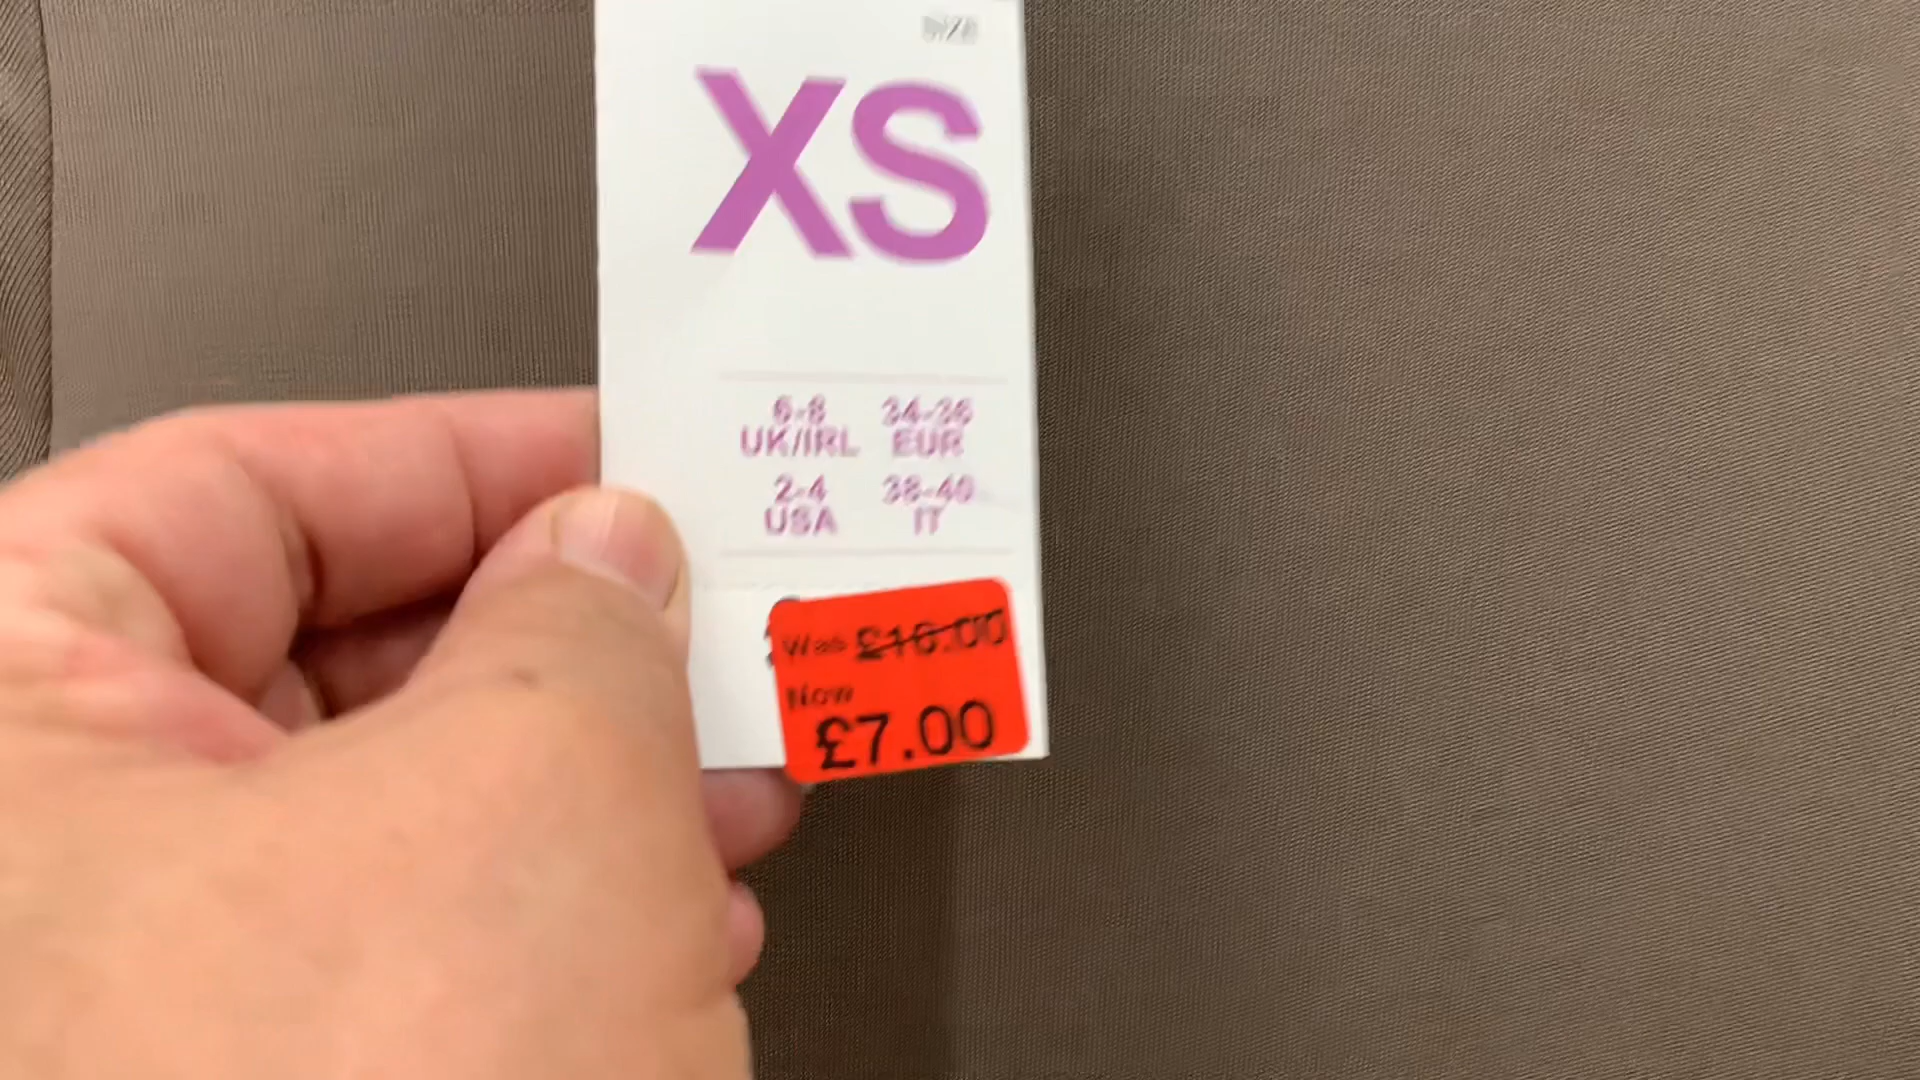 SIZE
XS
6-8 34-36
UK/IRL EUR
2-4 38-40
USA IT
Was £16.00
Now
£7.00